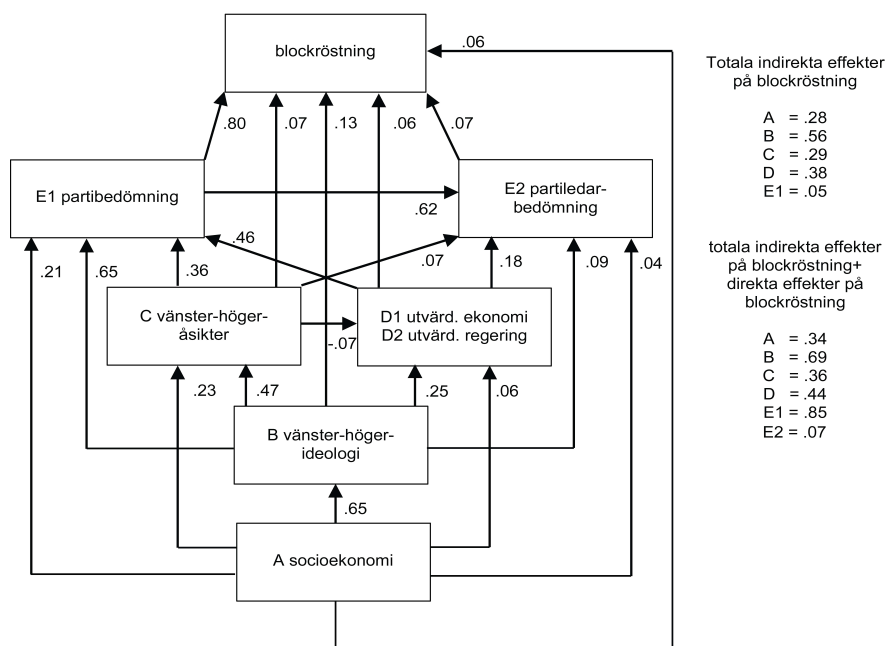 blockröstning
.06
.80
.07
.13
.06
.07
E1 partibedömning
E2 partiledar-
bedömning
.62
.46
.21
.65
.36
.07
.18
.09
.04
C vänster-höger-
åsikter
D1 utvärd. ekonomi
D2 utvärd. regering
-.07
.23
.47
.25
.06
B vänster-höger-
ideologi
.65
A socioekonomi
Totala indirekta effekter
på blockröstning
A = .28
B = .56
C = .29
D = .38
E1 = .05
totala indirekta effekter
på blockröstning+
direkta effekter på
blockröstning
A = .34
B = .69
C = .36
D = .44
E1 = .85
E2 = .07